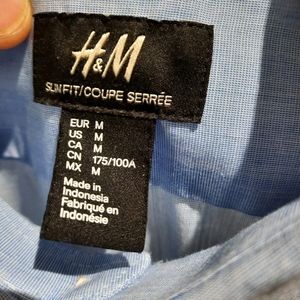 H&M
SLIM FIT/COUPE SERRÉE
EUR M
US M
CA M
CN 175/100A
MX M
Made in
Indonesia
Fabriqué en
Indonésie